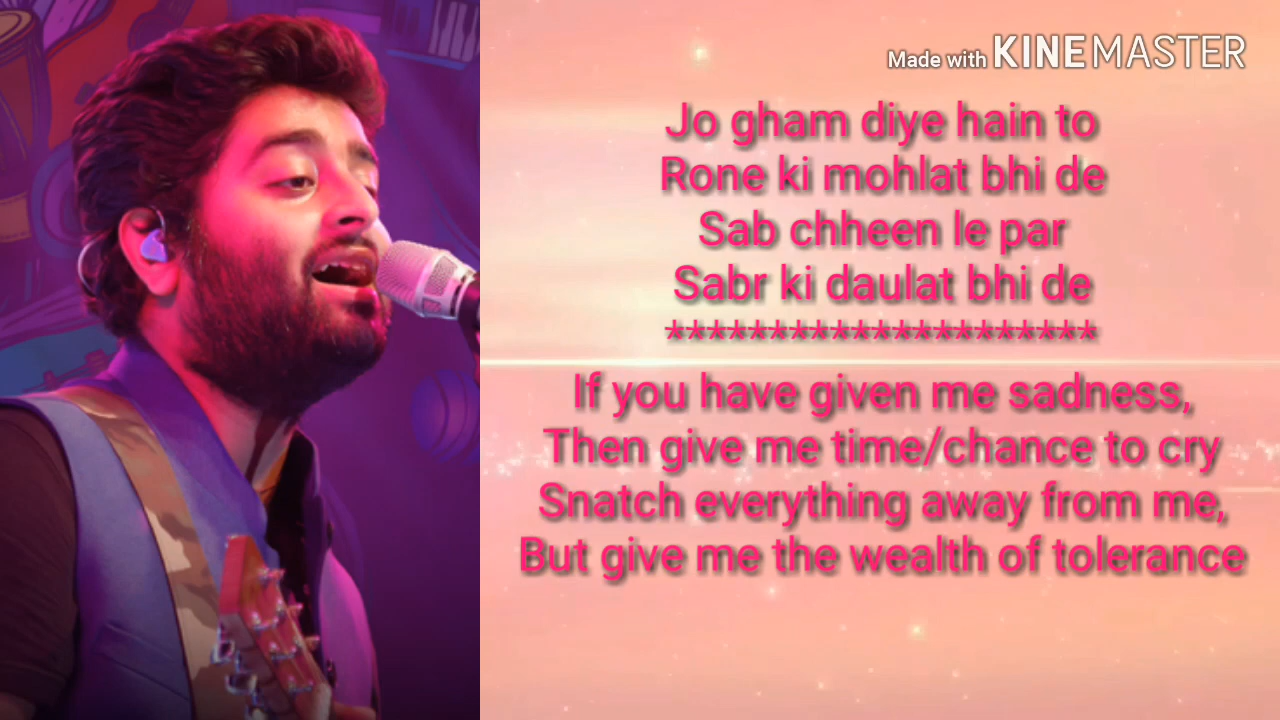 Made with KINEMASTER
Jo gham diye hain to
Rone ki mohlat bhi de
Sab chheen le par
Sabr ki daulat bhi de
*********************
If you have given me sadness,
Then give me time/chance to cry
Snatch everything away from me,
But give me the wealth of tolerance